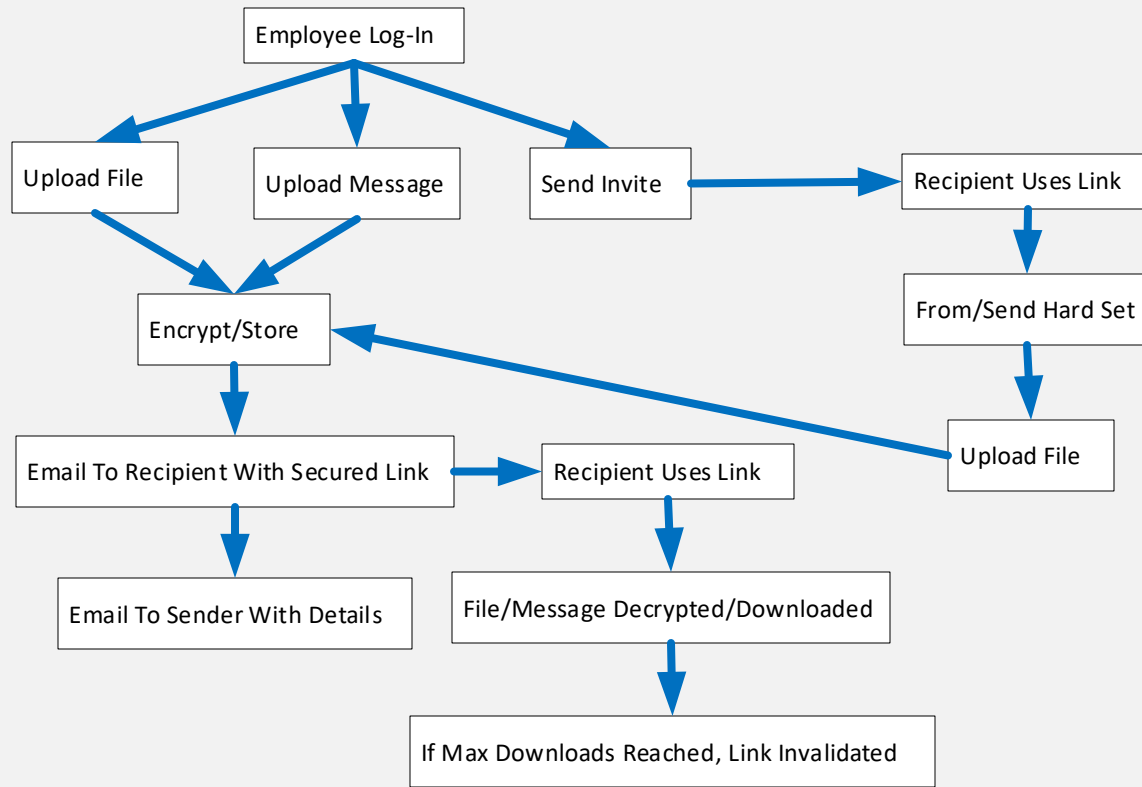 Employee Log-In
Upload File
Upload Message
Send Invite
Recipient Uses Link
From/Send Hard Set
Encrypt/Store
Upload File
Email To Recipient With Secured Link
Recipient Uses Link
Email To Sender With Details
File/Message Decrypted/Downloaded
If Max Downloads Reached, Link Invalidated